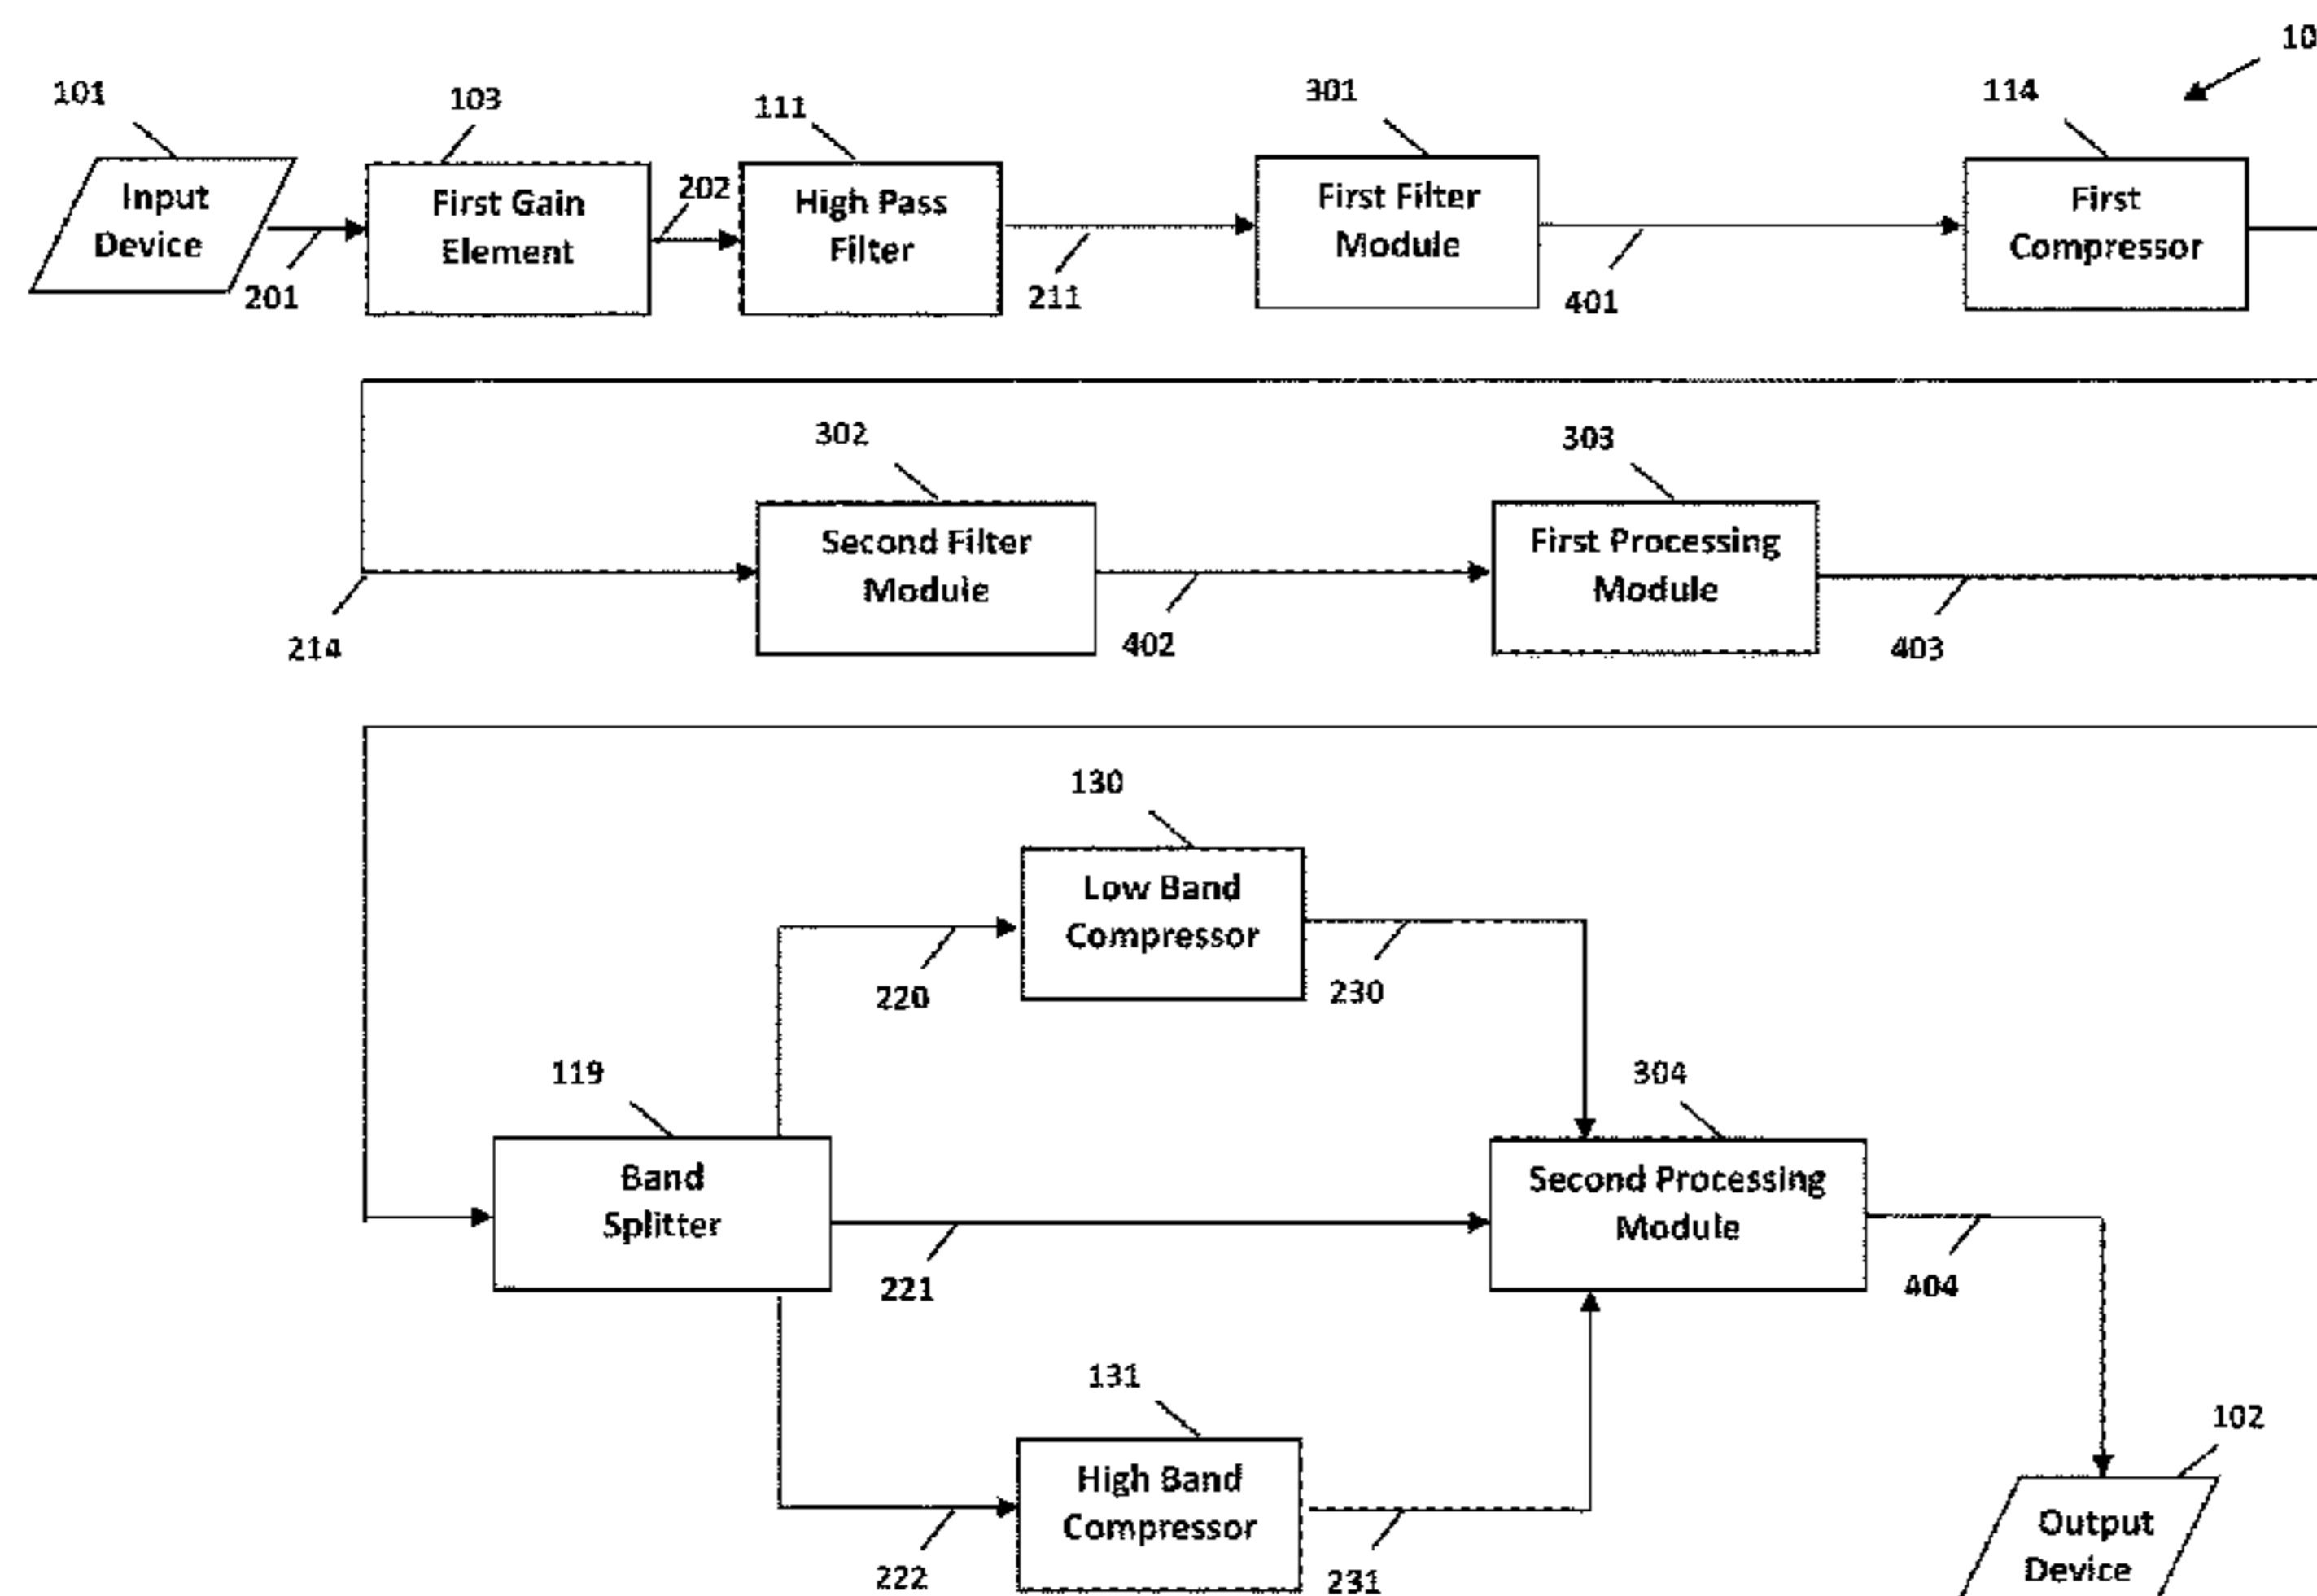 10
101
103
111
301
114
Input
Device
First Gain
Element
202
High Pass
Filter
First Filter
Module
First
Compressor
201
211
401
302
303
Second Filter
Module
First Processing
Module
214
402
403
130
Low Band
Compressor
220
230
119
304
Band
Splitter
Second Processing
Module
221
404
131
102
High Band
Compressor
Output
Device
222
231